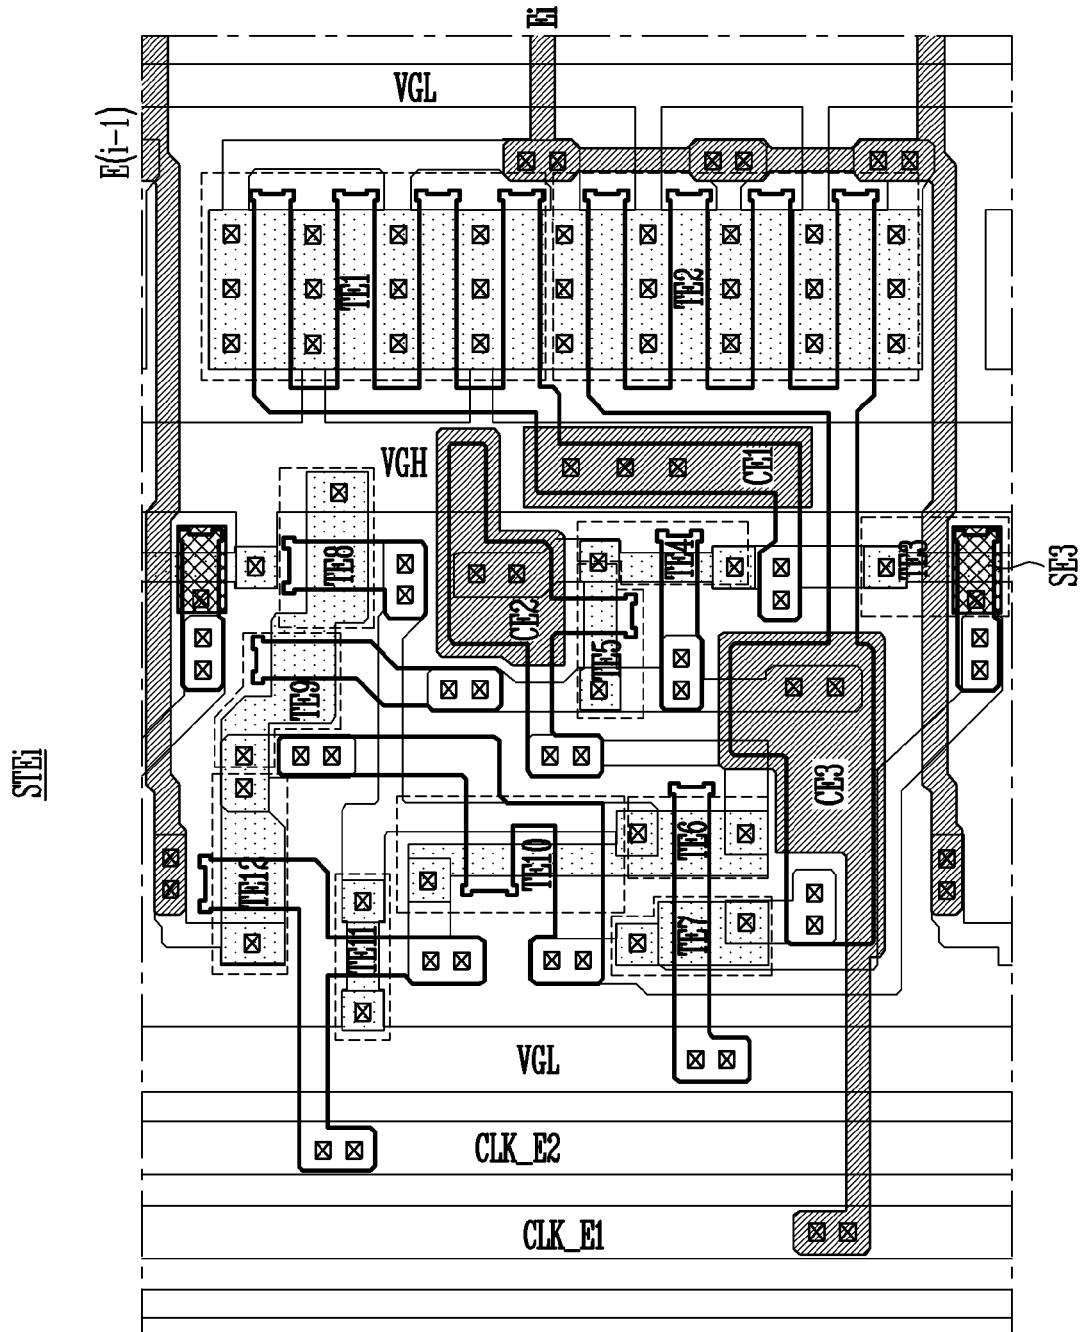 Ei
VGL
E(i-1)
TE1
TE2
VGH
CE1
TE8
TE4
TE3
SE3
CE2
TE5
TE9
STEi
CE3
TE6
TE10
TE12
TE7
TE11
VGL
CLK_E2
CLK_E1